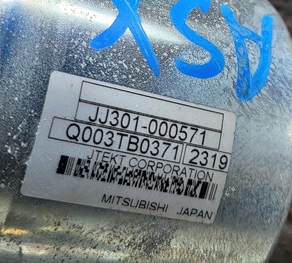 ASX
JJ301-000571
Q003TB0371 2319
JTEKT CORPORATION
MITSUBISHI JAPAN